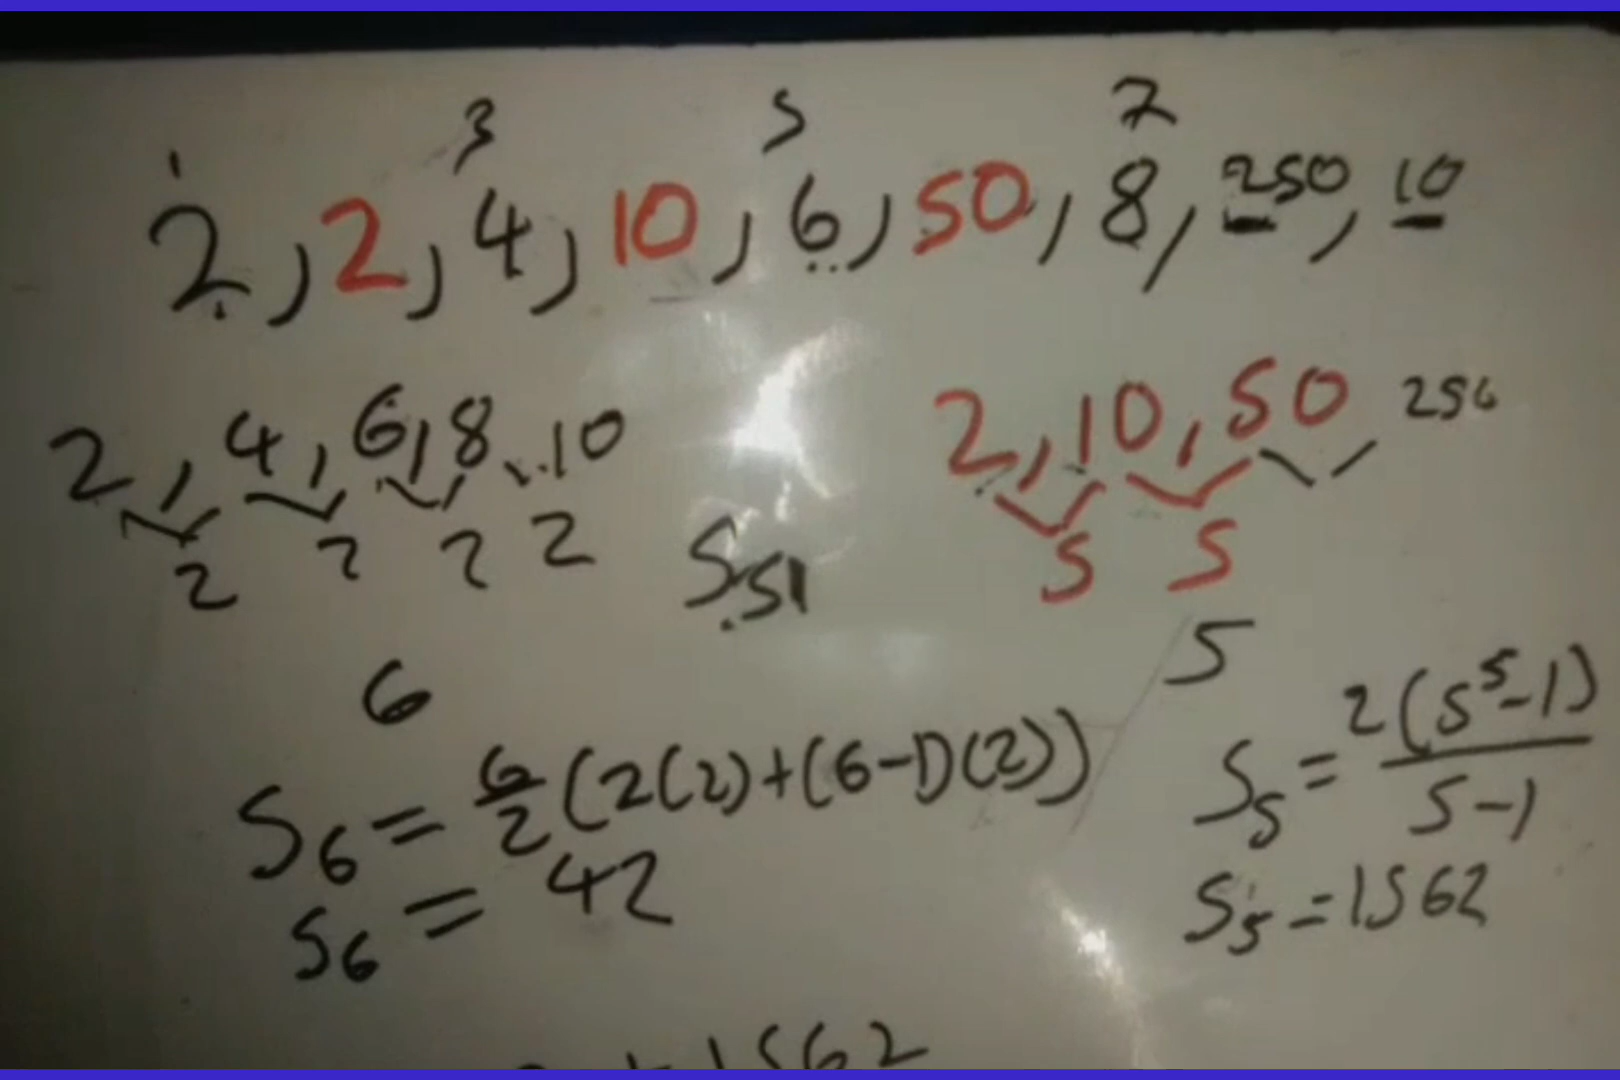 1 3 5 7
2, 2, 4, 10, 6, 50, 8, 250, 10
2, 4, 6, 8, ..10
2, 10, 50 250
2 2 2 2
5 5
S51
5
6
S6 = 6/2 (2(2)+(6-1)(2))
S6 = 42
S5 = 2(5^5-1)/5-1
S5 = 1562
+ 1562